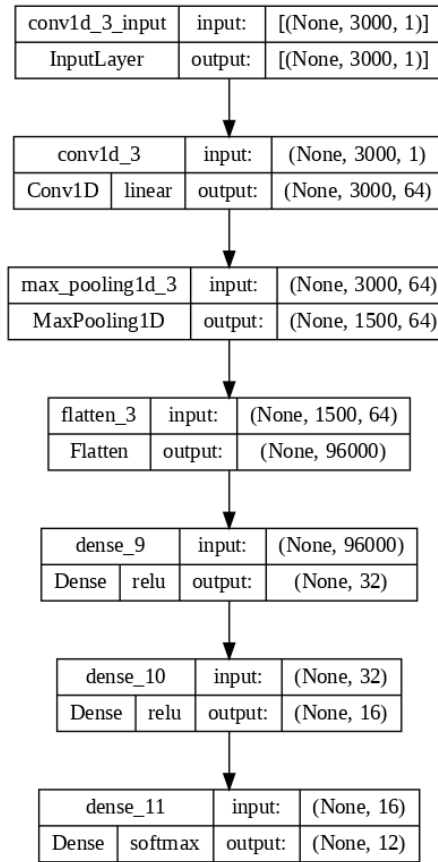 conv1d_3_input input: [(None, 3000, 1)]
InputLayer output: [(None, 3000, 1)]
conv1d_3 input: (None, 3000, 1)
Conv1D linear output: (None, 3000, 64)
max_pooling1d_3 input: (None, 3000, 64)
MaxPooling1D output: (None, 1500, 64)
flatten_3 input: (None, 1500, 64)
Flatten output: (None, 96000)
dense_9 input: (None, 96000)
Dense relu output: (None, 32)
dense_10 input: (None, 32)
Dense relu output: (None, 16)
dense_11 input: (None, 16)
Dense softmax output: (None, 12)